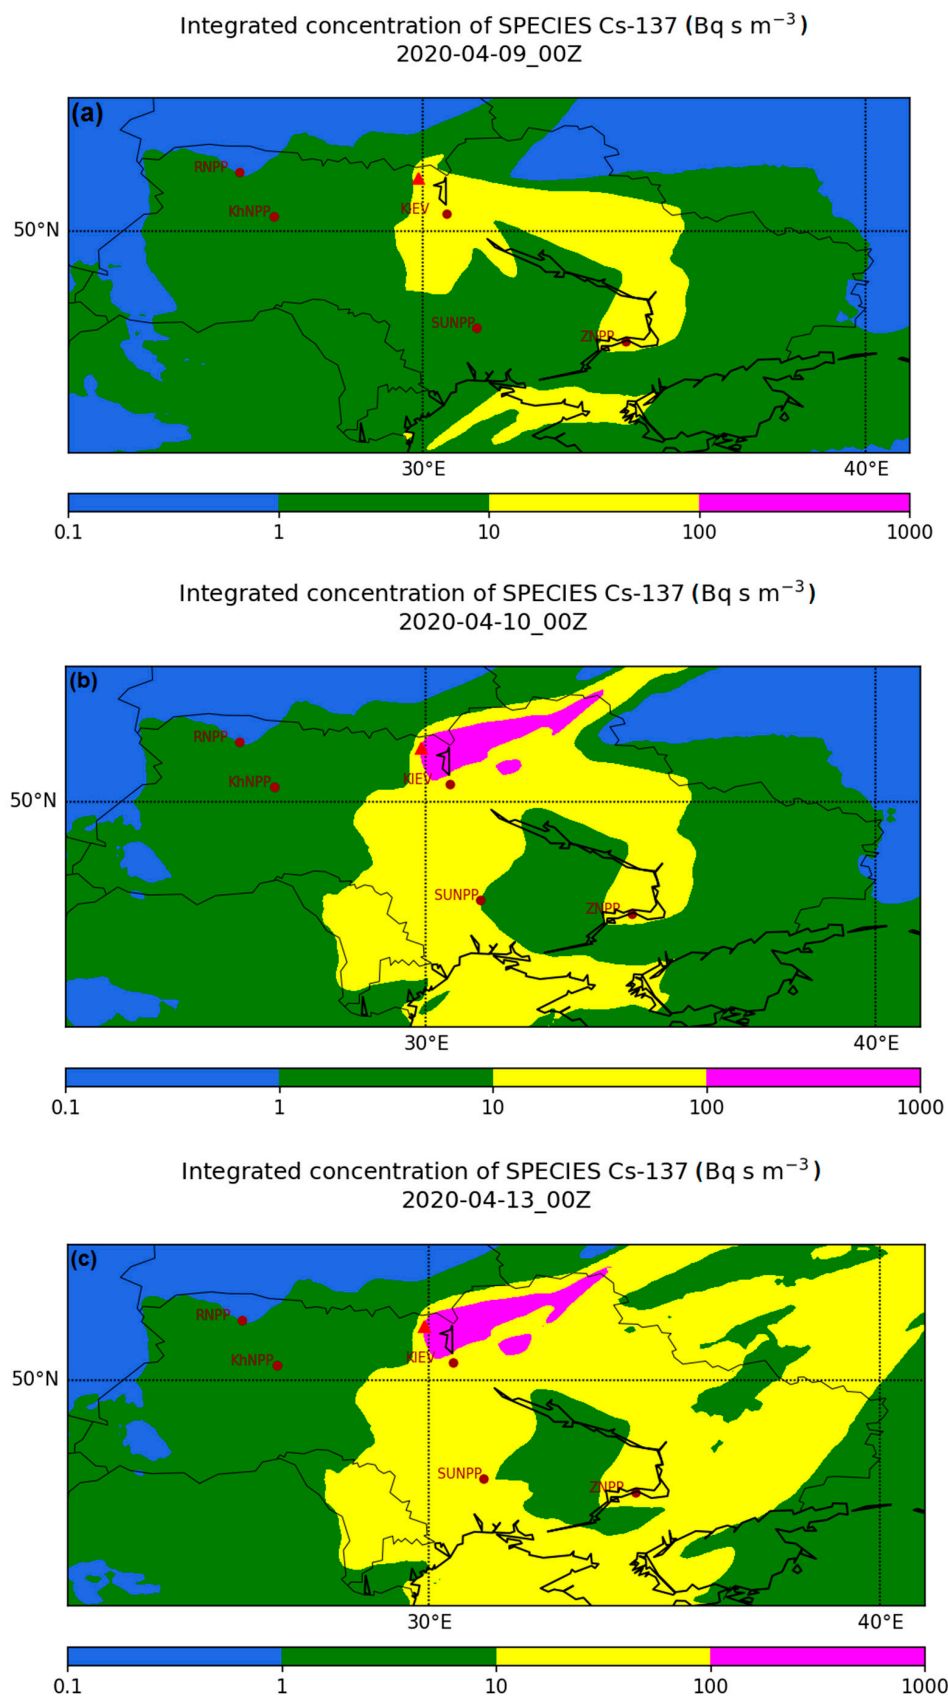 Integrated concentration of SPECIES Cs-137 (Bq s m⁻³)
2020-04-09_00Z
(a)
RNPP
KhNPP
KIEV
50°N
SUNPP
ZNPP
30°E
40°E
0.1
1
10
100
1000
Integrated concentration of SPECIES Cs-137 (Bq s m⁻³)
2020-04-10_00Z
(b)
RNPP
KhNPP
KIEV
50°N
SUNPP
ZNPP
30°E
40°E
0.1
1
10
100
1000
Integrated concentration of SPECIES Cs-137 (Bq s m⁻³)
2020-04-13_00Z
(c)
RNPP
KhNPP
KIEV
50°N
SUNPP
ZNPP
30°E
40°E
0.1
1
10
100
1000